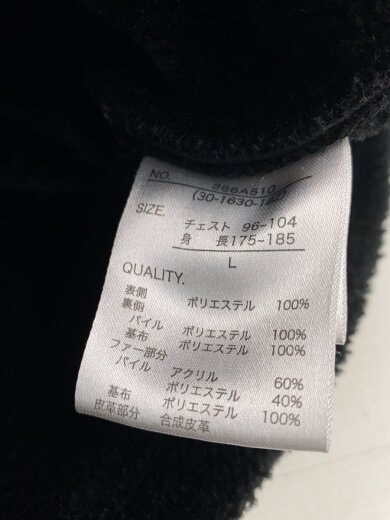 NO. 386A510
(30-1630-162)
SIZE.
チェスト 96-104
身 長175-185
L
QUALITY.
表側 ポリエステル 100%
裏側
パイル ポリエステル 100%
基布 ポリエステル 100%
ファー部分
パイル アクリル 60%
基布 ポリエステル 40%
皮革部分 合成皮革 100%